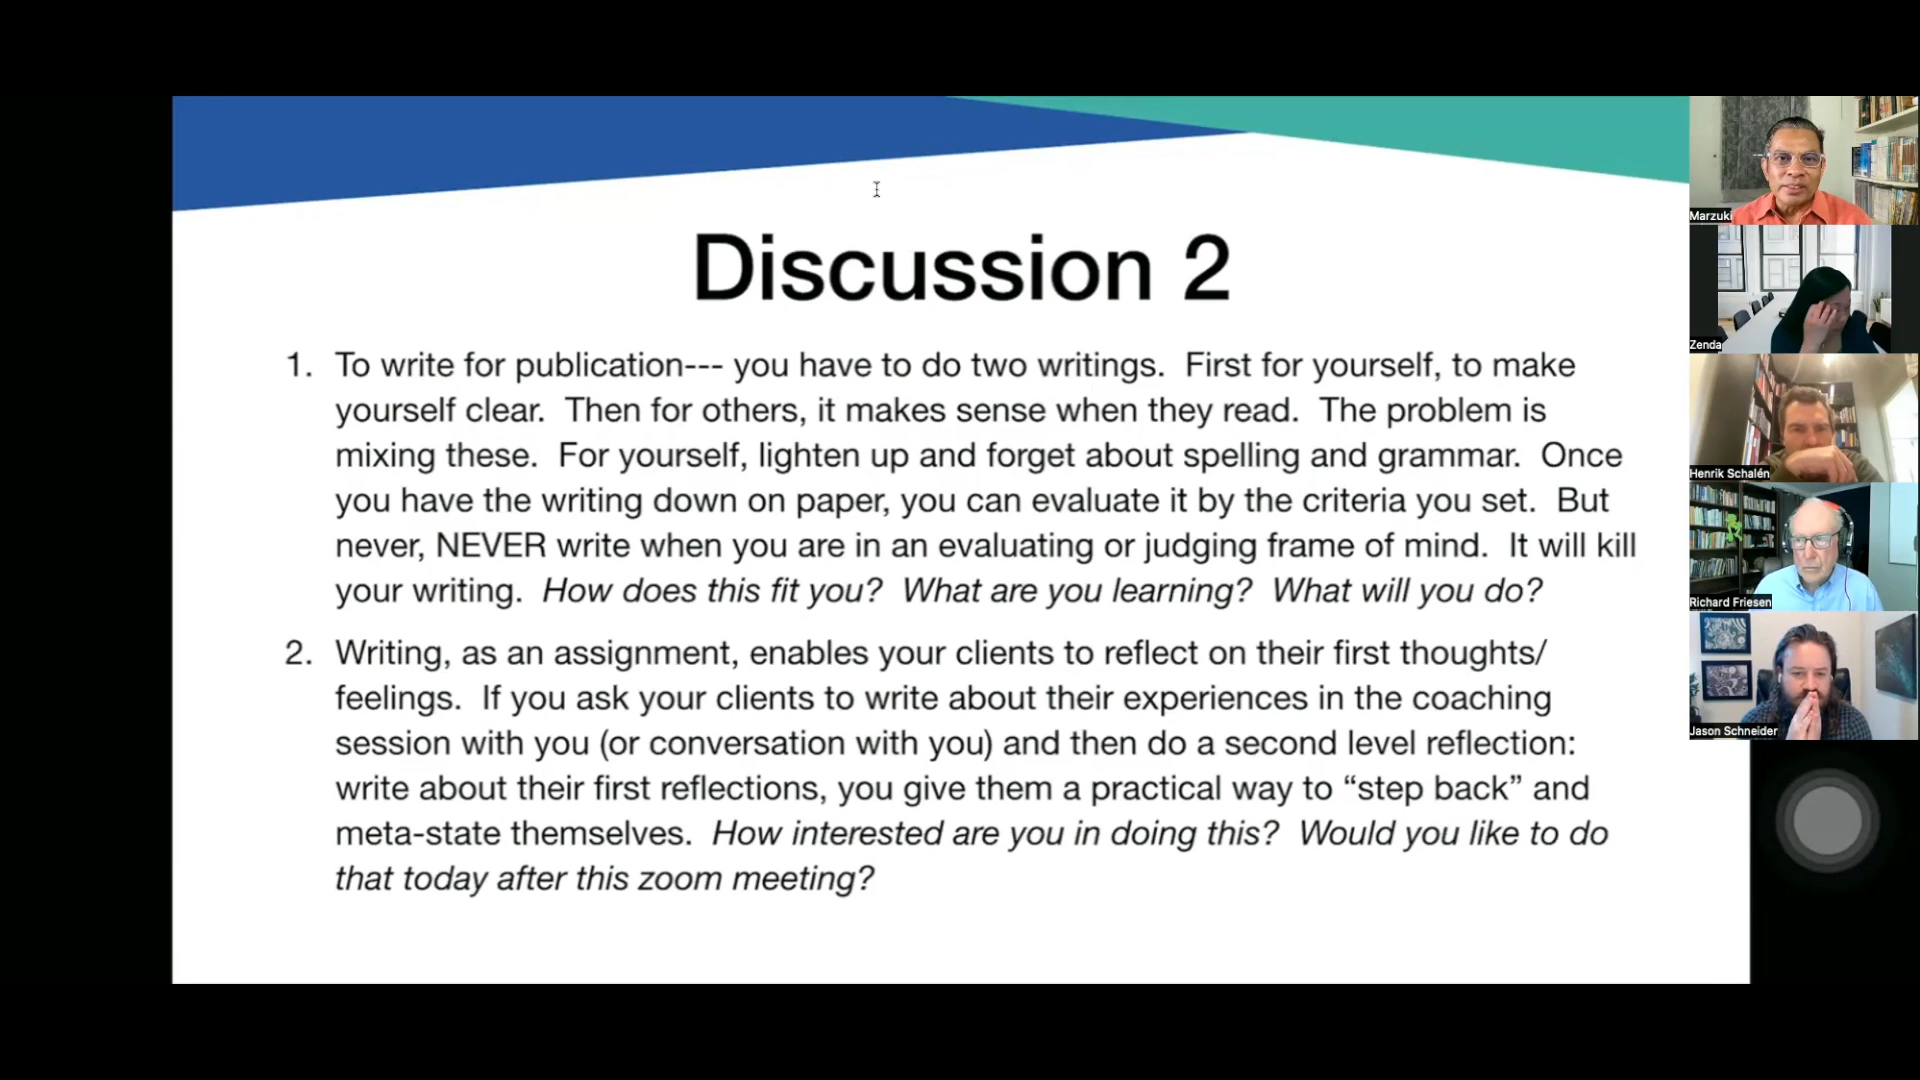 Discussion 2
1. To write for publication--- you have to do two writings. First for yourself, to make
yourself clear. Then for others, it makes sense when they read. The problem is
mixing these. For yourself, lighten up and forget about spelling and grammar. Once
you have the writing down on paper, you can evaluate it by the criteria you set. But
never, NEVER write when you are in an evaluating or judging frame of mind. It will kill
your writing. How does this fit you? What are you learning? What will you do?
2. Writing, as an assignment, enables your clients to reflect on their first thoughts/
feelings. If you ask your clients to write about their experiences in the coaching
session with you (or conversation with you) and then do a second level reflection:
write about their first reflections, you give them a practical way to “step back” and
meta-state themselves. How interested are you in doing this? Would you like to do
that today after this zoom meeting?
Marzuki
Zenda
Henrik Schalén
Richard Friesen
Jason Schneider